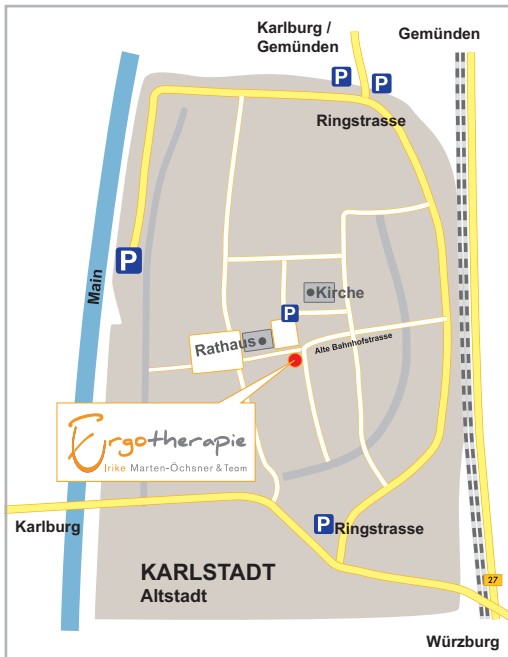 Karlburg /
Gemünden
Gemünden
P
P
Ringstrasse
P
Main
Kirche
P
Rathaus
Alte Bahnhofstrasse
Ergotherapie
Ulrike Marten-Öchsner & Team
Karlburg
P
Ringstrasse
KARLSTADT
Altstadt
27
Würzburg